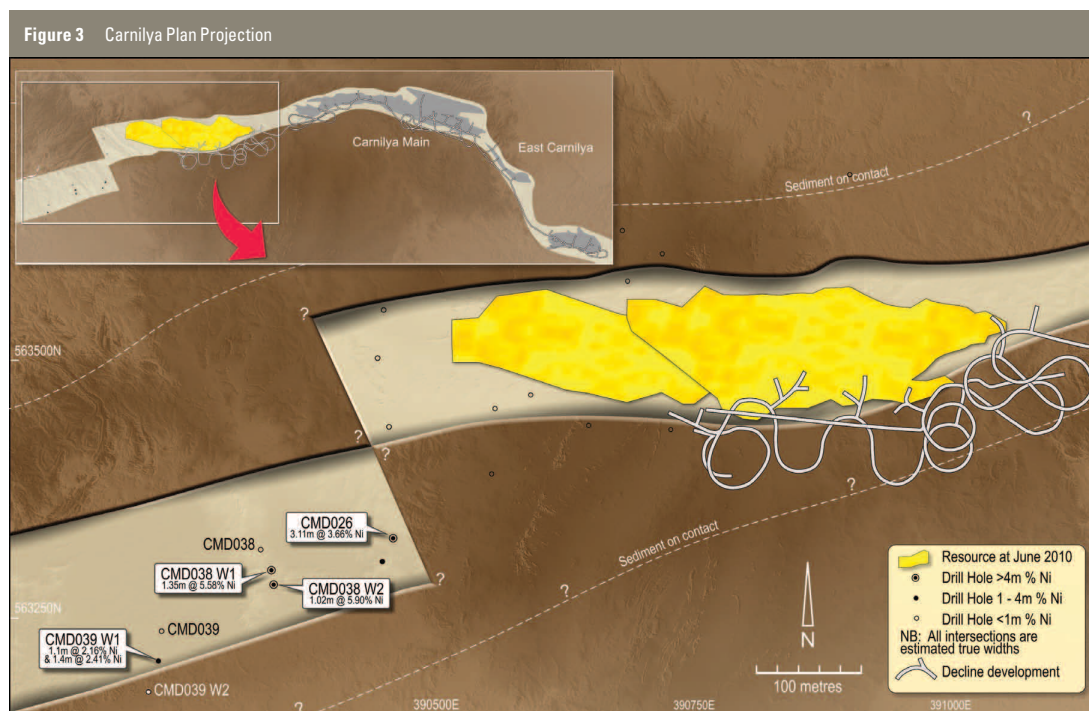 Figure 3 Carnilya Plan Projection
Carnilya Main
East Carnilya
?
Sediment on contact
?
?
563500N
?
?
?
?
Sediment on contact
CMD026
3.11m @ 3.66% Ni
CMD038
CMD038 W1
1.35m @ 5.58% Ni
CMD038 W2
1.02m @ 5.90% Ni
?
563250N
CMD039
CMD039 W1
1.1m @ 2.16% Ni
& 1.4m @ 2.41% Ni
CMD039 W2
?
390500E
390750E
391000E
N
100 metres
Resource at June 2010
Drill Hole >4m % Ni
Drill Hole 1 - 4m % Ni
Drill Hole <1m % Ni
NB: All intersections are
estimated true widths
Decline development